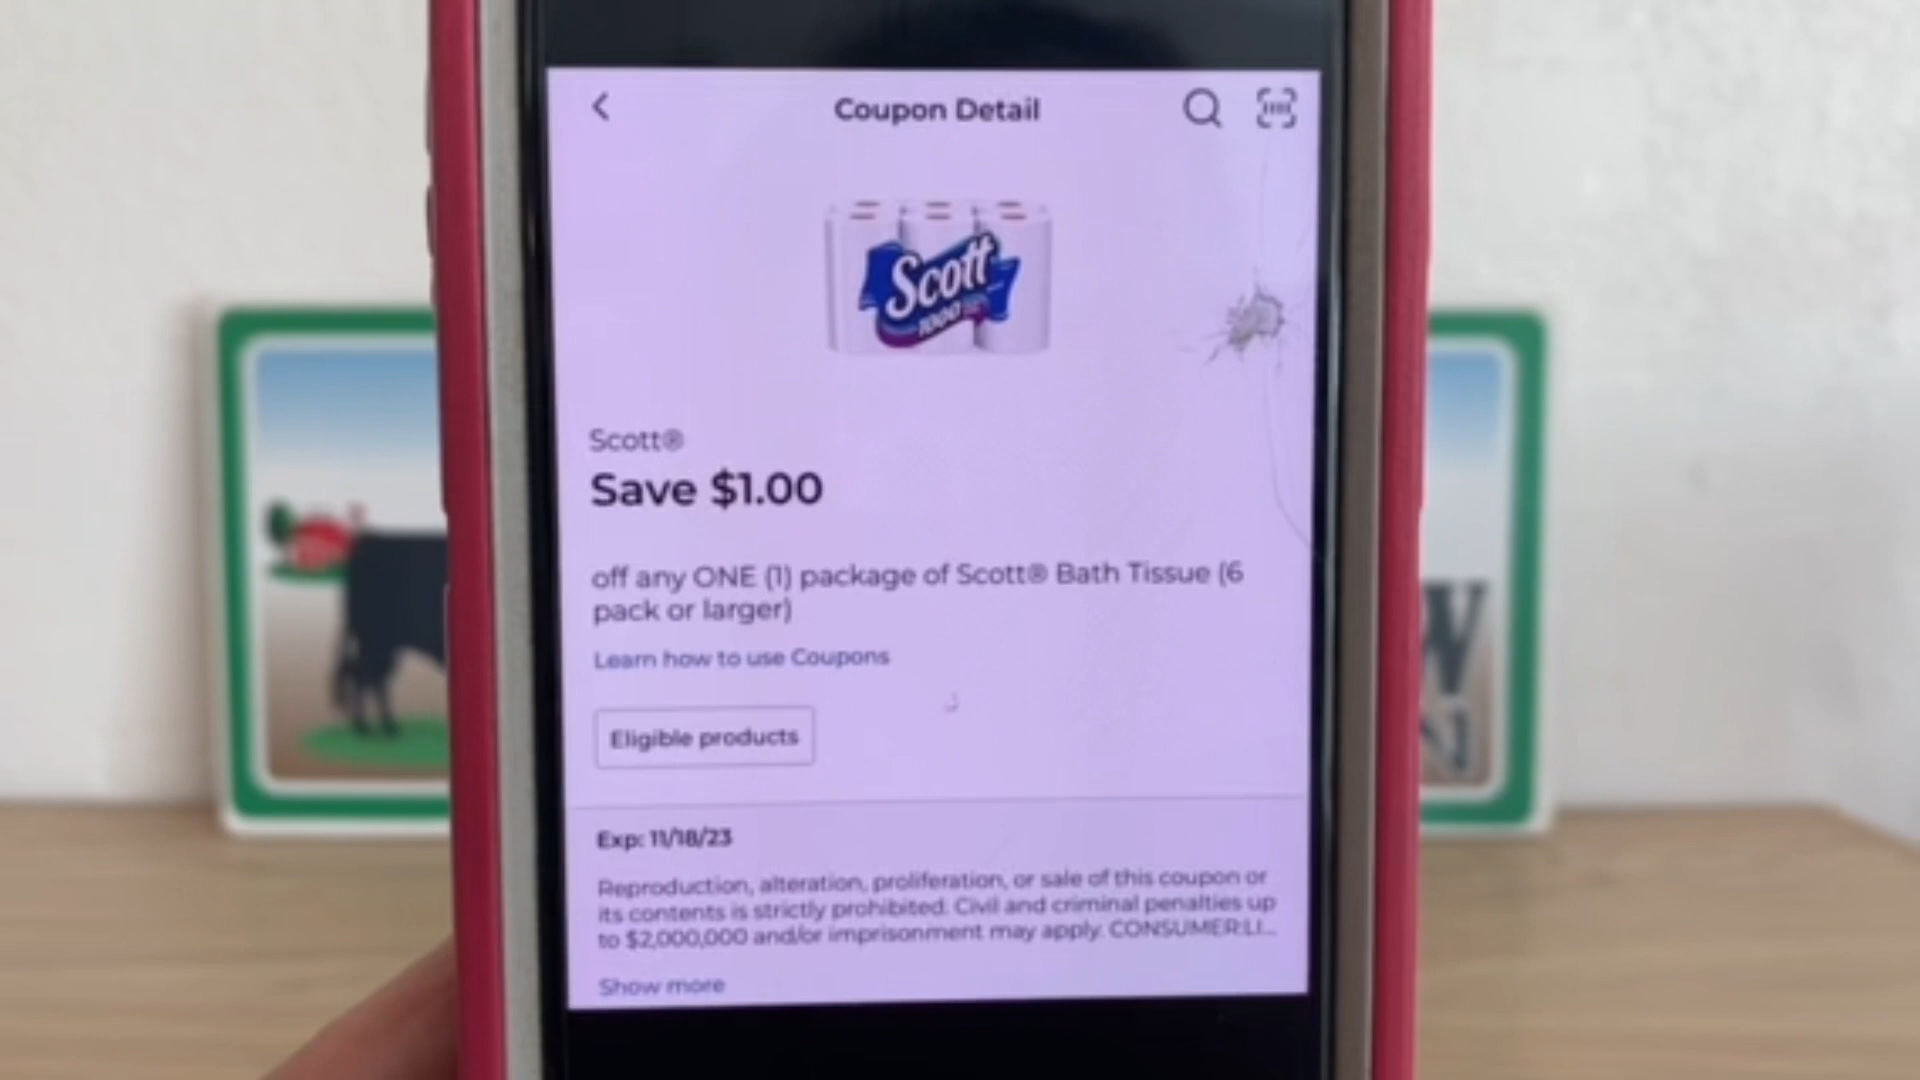 Coupon Detail
Scott
1000
Scott®
Save $1.00
off any ONE (1) package of Scott® Bath Tissue (6
pack or larger)
Learn how to use Coupons
Eligible products
Exp: 11/18/23
Reproduction, alteration, proliferation, or sale of this coupon or
its contents is strictly prohibited. Civil and criminal penalties up
to $2,000,000 and/or imprisonment may apply. CONSUMER:LI...
Show more